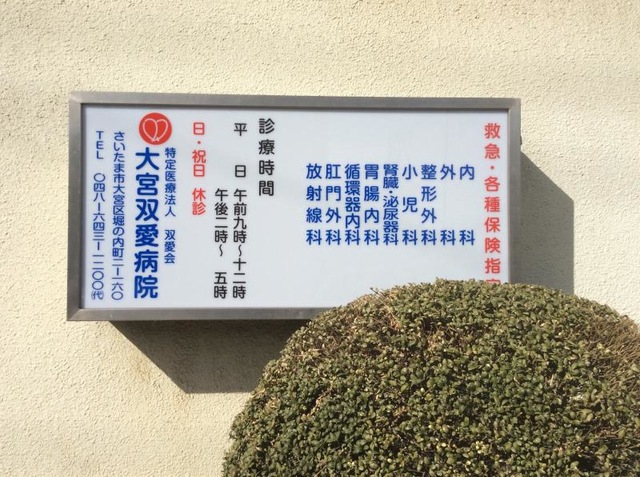 救急・各種保険指定
内科
外科
整形外科
小児科
腎臓・泌尿器科
胃腸内科
循環器内科
肛門外科
放射線科
診療時間
平日 午前九時〜十二時
午後二時〜 五時
日・祝日 休診
特定医療法人 双愛会
大宮双愛病院
さいたま市大宮区堀の内町二ー一六〇
TEL 〇四八ー六四三ー一二〇〇(代)